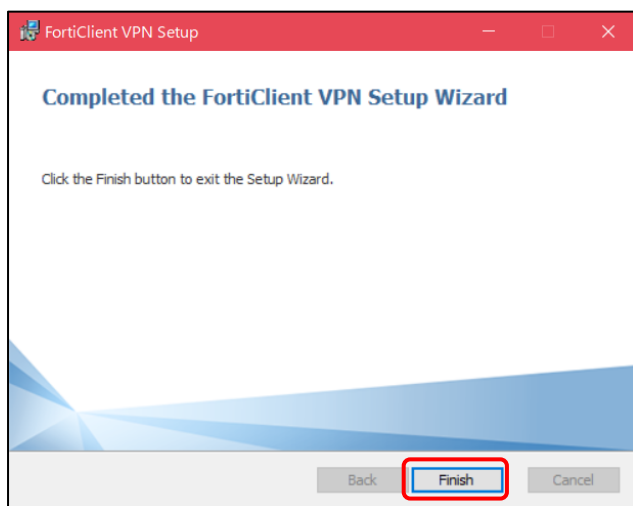 FortiClient VPN Setup
Completed the FortiClient VPN Setup Wizard
Click the Finish button to exit the Setup Wizard.
Back Finish Cancel